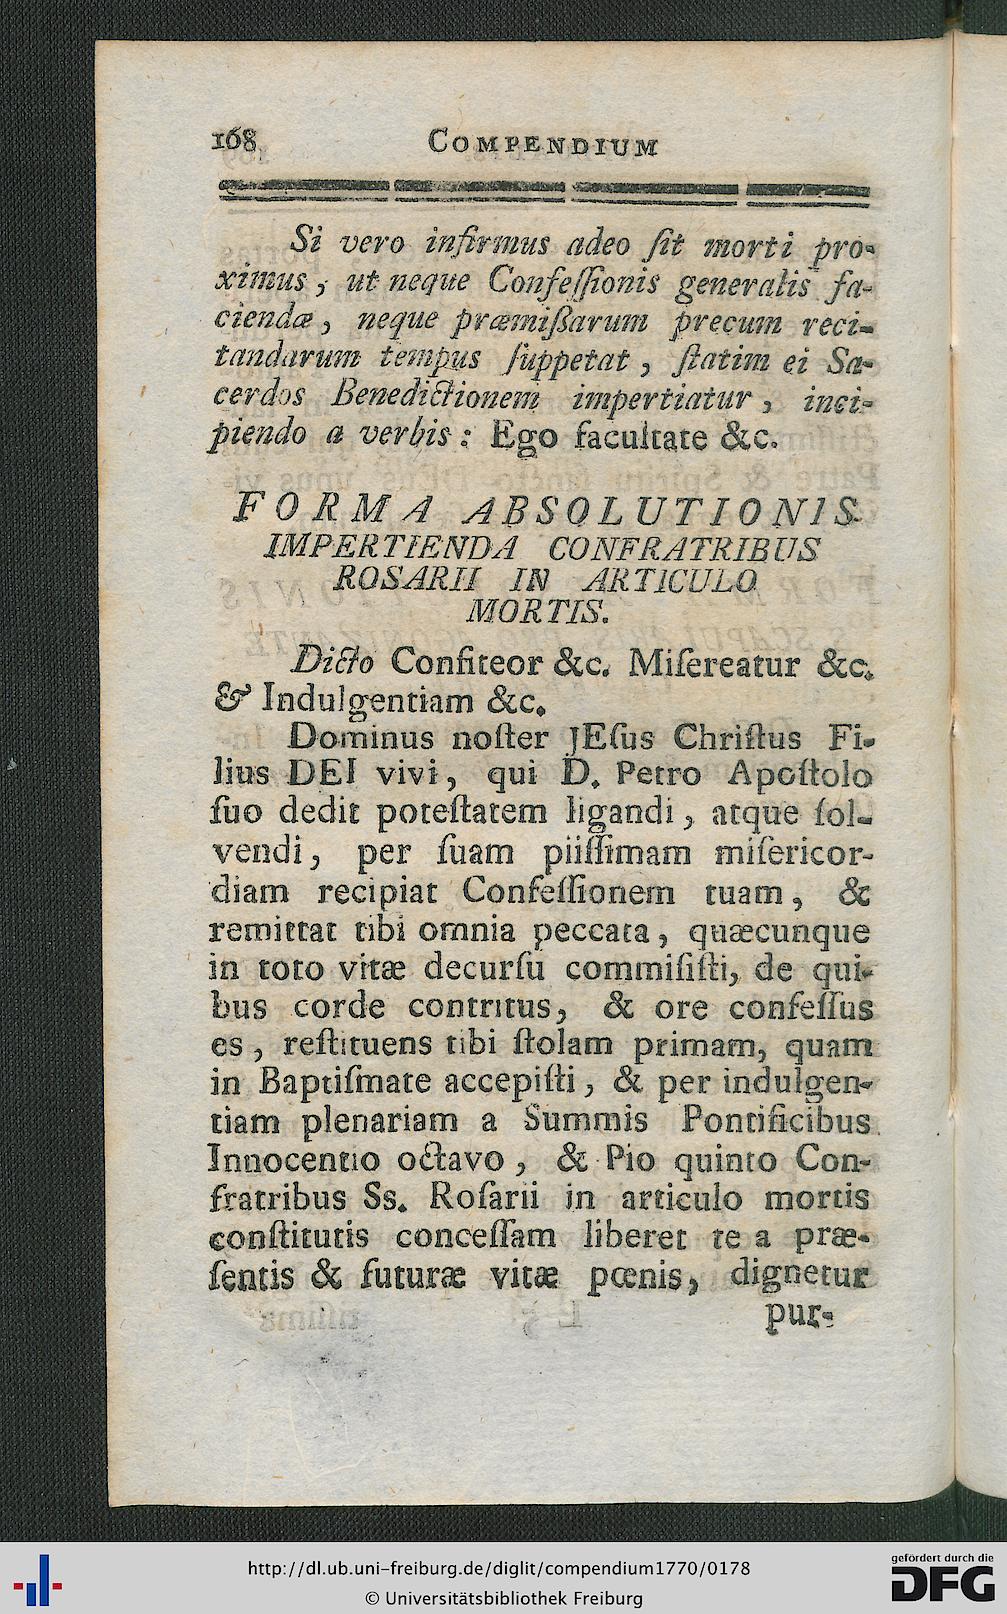 168 COMPENDIUM
Si vero infirmus adeo ſit morti pro-
ximus, ut neque Confeſſionis generalis fa-
ciendæ, neque præmiſſarum precum reci-
tandarum tempus ſuppetat, ſtatim ei Sa-
cerdos Benedictionem impertiatur, inci-
piendo a verbis: Ego facultate &c.
FORMA ABSOLUTIONIS
IMPERTIENDA CONFRATRIBUS
ROSARII IN ARTICULO
MORTIS.
Dicto Confiteor &c. Miſereatur &c.
& Indulgentiam &c.
Dominus noſter JEſus Chriſtus Fi-
lius DEI vivi, qui D. Petro Apoſtolo
ſuo dedit poteſtatem ligandi, atque ſol-
vendi, per ſuam piiſſimam miſericor-
diam recipiat Confeſſionem tuam, &
remittat tibi omnia peccata, quæcunque
in toto vitæ decurſu commiſiſti, de qui-
bus corde contritus, & ore confeſſus
es, reſtituens tibi ſtolam primam, quam
in Baptiſmate accepiſti, & per indulgen-
tiam plenariam a Summis Pontificibus
Innocentio octavo, & Pio quinto Con-
fratribus Ss. Roſarii in articulo mortis
conſtitutis conceſſam liberet te a præ-
ſentis & futuræ vitæ pœnis, dignetur
pur-
http://dl.ub.uni-freiburg.de/diglit/compendium1770/0178
© Universitätsbibliothek Freiburg
gefördert durch die
DFG